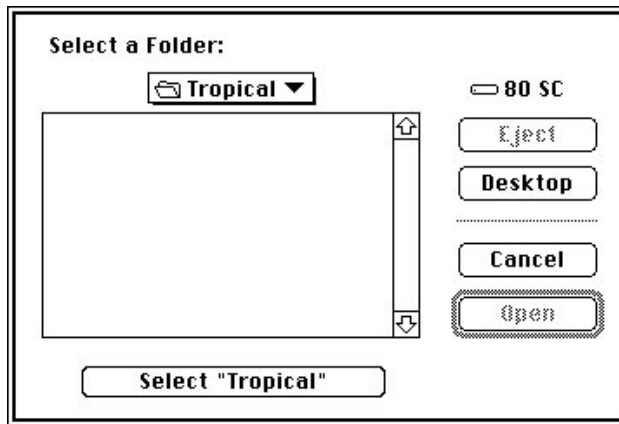 Select a Folder:
Tropical
80 SC
Eject
Desktop
Cancel
Open
Select "Tropical"